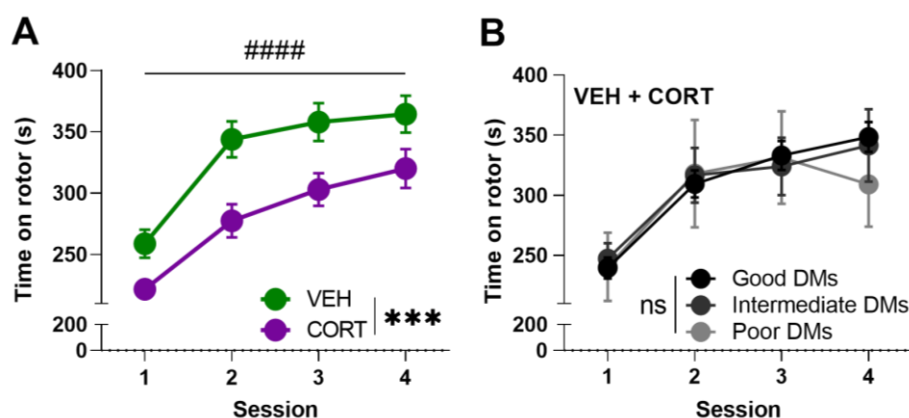 A
####
400
350
300
250
200
0
Time on rotor (s)
VEH
CORT
***
1 2 3 4
Session
B
VEH + CORT
400
350
300
250
200
0
Time on rotor (s)
ns
Good DMs
Intermediate DMs
Poor DMs
1 2 3 4
Session